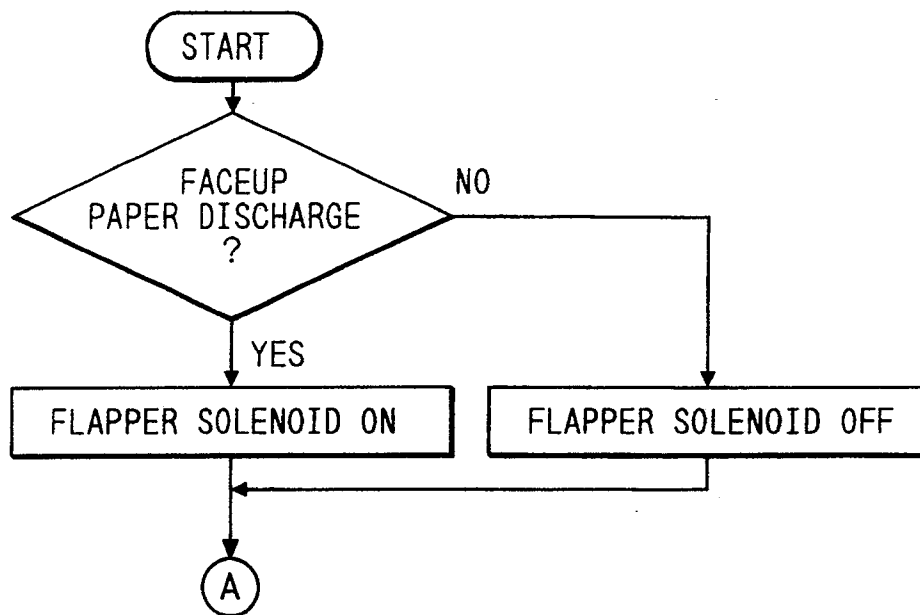 START
FACEUP
PAPER DISCHARGE
?
NO
YES
FLAPPER SOLENOID ON
FLAPPER SOLENOID OFF
A